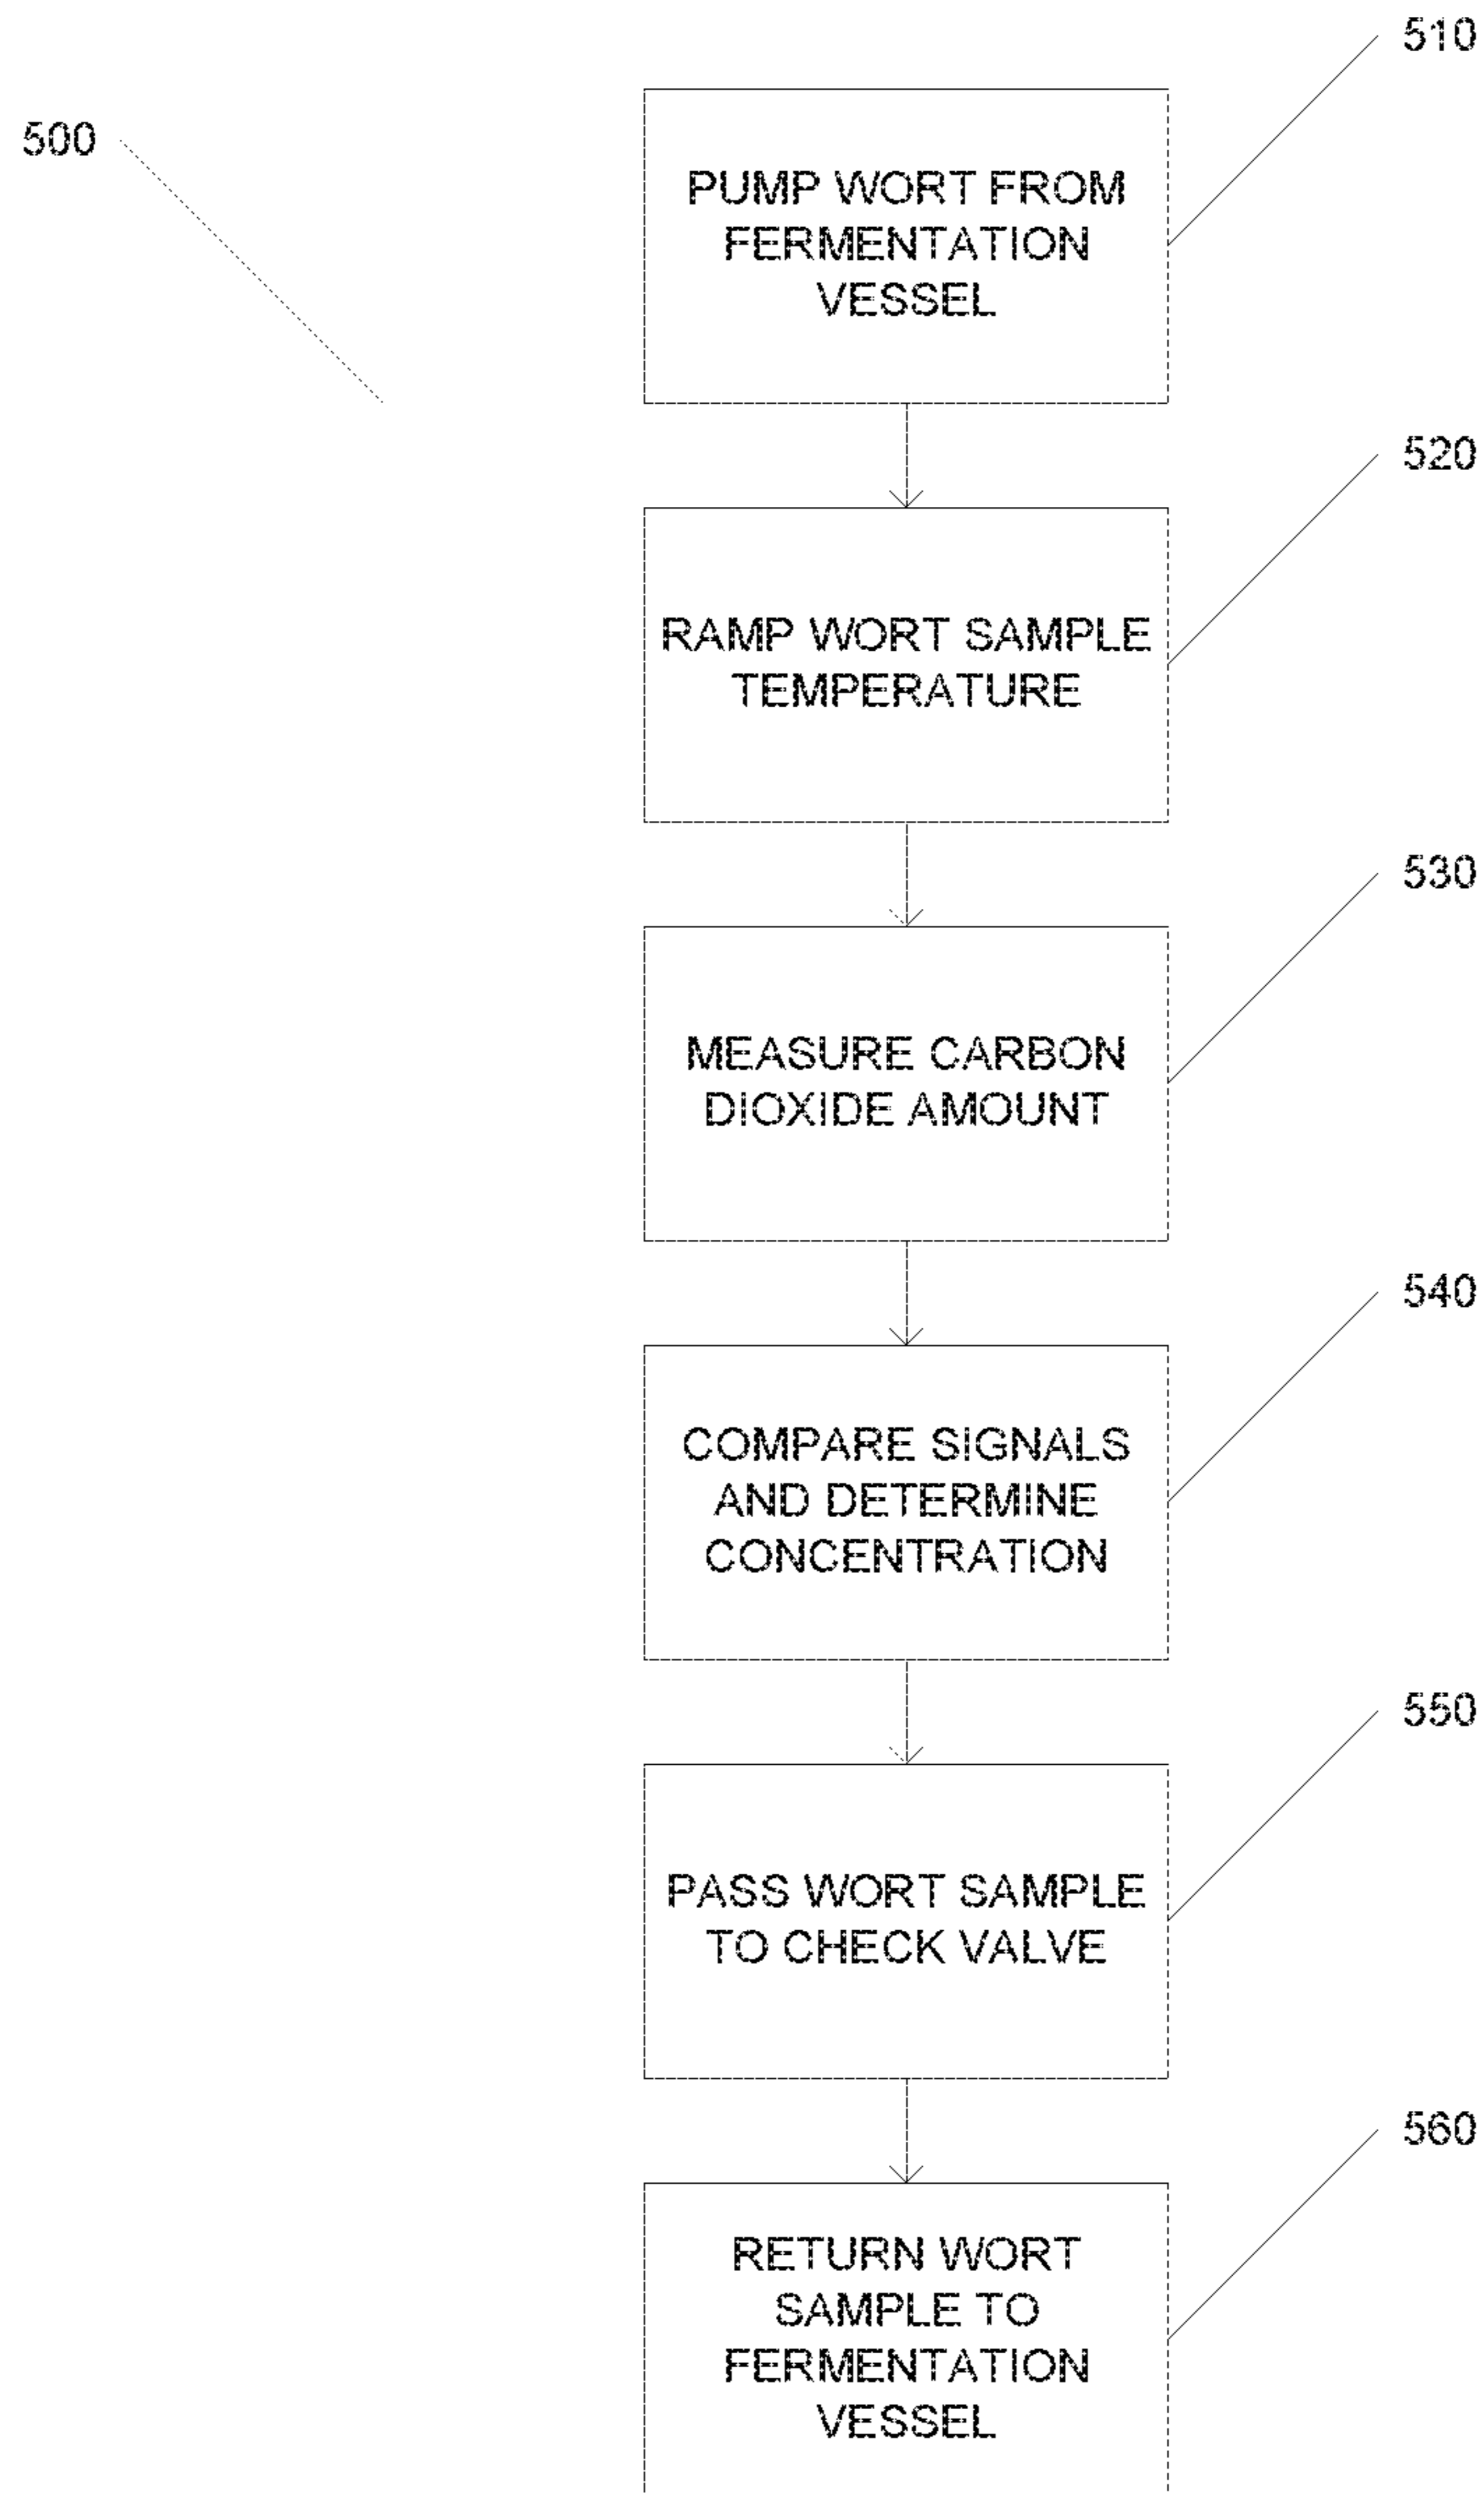 510
500
PUMP WORT FROM
FERMENTATION
VESSEL
520
RAMP WORT SAMPLE
TEMPERATURE
530
MEASURE CARBON
DIOXIDE AMOUNT
540
COMPARE SIGNALS
AND DETERMINE
CONCENTRATION
550
PASS WORT SAMPLE
TO CHECK VALVE
560
RETURN WORT
SAMPLE TO
FERMENTATION
VESSEL